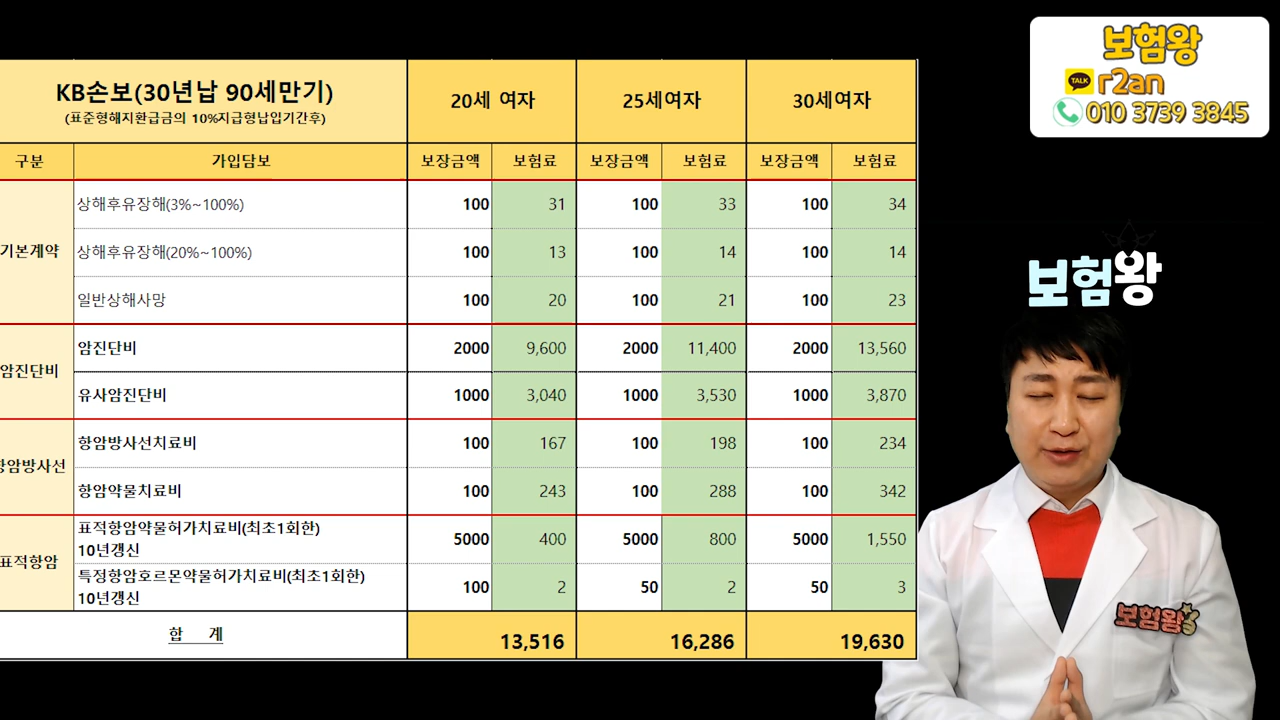 보험왕
TALK r2an
010 3739 3845
KB손보(30년납 90세만기)
(표준형해지환급금의 10%지급형납입기간후)
20세 여자 25세여자 30세여자
구분 가입담보 보장금액 보험료 보장금액 보험료 보장금액 보험료
기본계약
상해후유장해(3%~100%) 100 31 100 33 100 34
상해후유장해(20%~100%) 100 13 100 14 100 14
일반상해사망 100 20 100 21 100 23
암진단비
암진단비 2000 9,600 2000 11,400 2000 13,560
유사암진단비 1000 3,040 1000 3,530 1000 3,870
항암방사선
항암방사선치료비 100 167 100 198 100 234
항암약물치료비 100 243 100 288 100 342
표적항암
표적항암약물허가치료비(최초1회한)
10년갱신 5000 400 5000 800 5000 1,550
특정항암호르몬약물허가치료비(최초1회한)
10년갱신 100 2 50 2 50 3
합 계 13,516 16,286 19,630
보험왕
보험왕